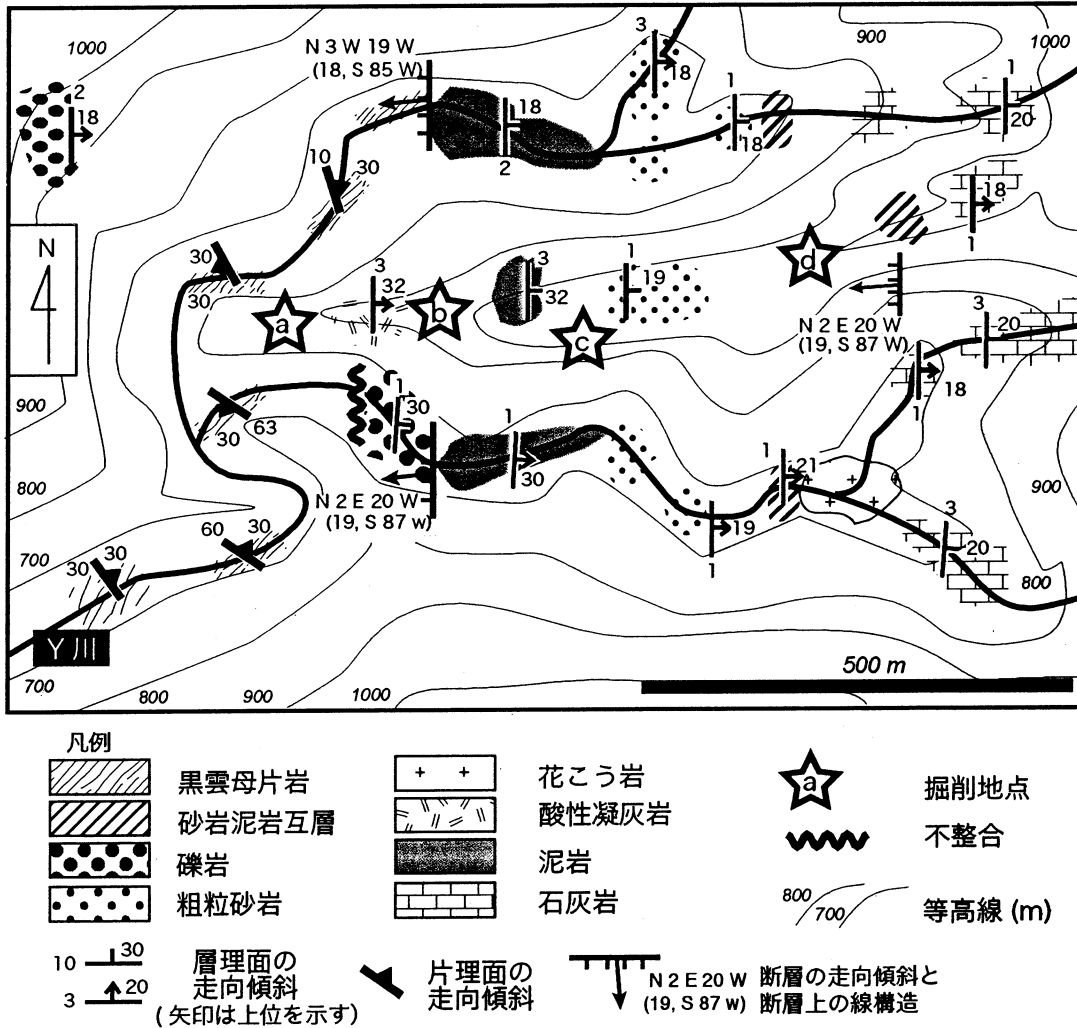 1000
N 3 W 19 W
(18, S 85 W)
3
18
900
1000
2
18
18
2
1
18
1
20
10
30
N
30
30
3
32
a
b
3
32
c
1
19
d
18
1
N 2 E 20 W
(19, S 87 W)
3
20
18
1
900
30
63
1
30
1
30
800
N 2 E 20 W
(19, S 87 w)
1
21
19
1
3
20
900
800
700
60
30
30
30
Y川
700
800
900
1000
500 m
凡例
黒雲母片岩
砂岩泥岩互層
礫岩
粗粒砂岩
花こう岩
酸性凝灰岩
泥岩
石灰岩
a 掘削地点
不整合
800
700
等高線 (m)
10 30
3 20
層理面の
走向傾斜
(矢印は上位を示す)
片理面の
走向傾斜
N 2 E 20 W 断層の走向傾斜と
(19, S 87 w) 断層上の線構造